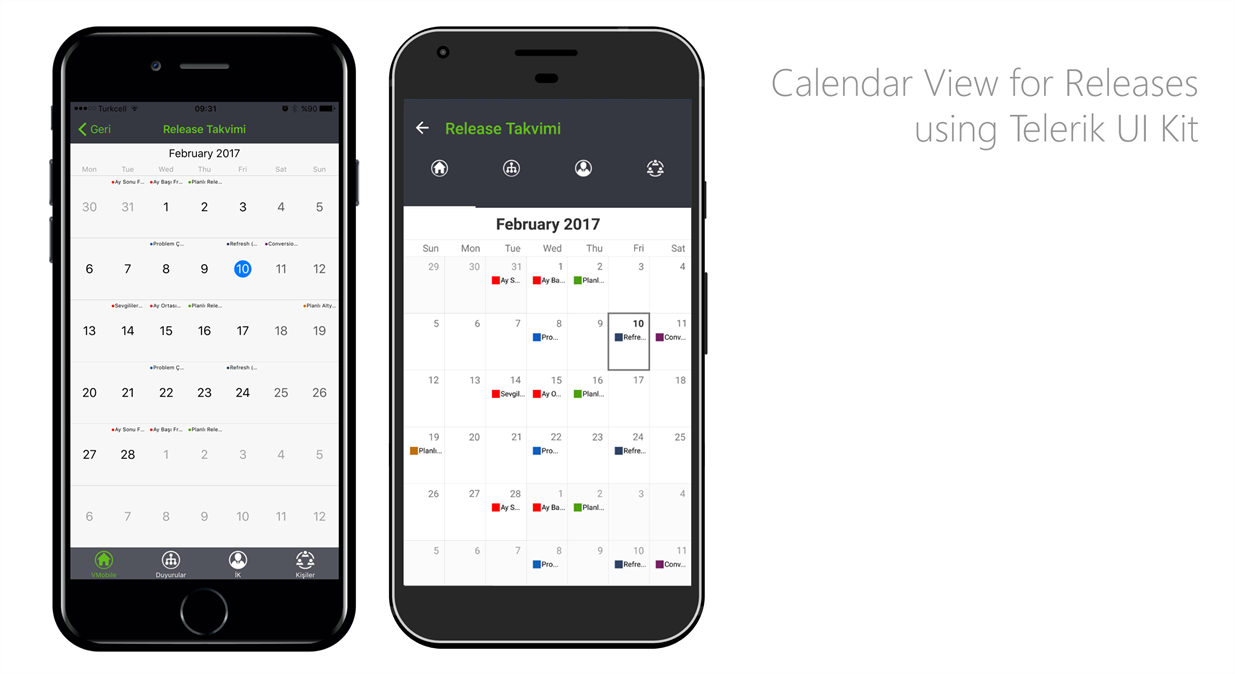 Calendar View for Releases
using Telerik UI Kit
Turkcell 09:31 %90
Geri Release Takvimi
February 2017
Mon Tue Wed Thu Fri Sat Sun
Ay Sonu F... Ay Başı Fr... Planlı Rele...
30 31 1 2 3 4 5
Problem Ç... Refresh (... Conversio...
6 7 8 9 10 11 12
Sevgililer... Ay Ortası... Planlı Rele... Planlı Alty...
13 14 15 16 17 18 19
Problem Ç... Refresh (...
20 21 22 23 24 25 26
Ay Sonu F... Ay Başı Fr... Planlı Rele...
27 28 1 2 3 4 5
6 7 8 9 10 11 12
VMobile Duyurular İK Kişiler
Release Takvimi
February 2017
Sun Mon Tue Wed Thu Fri Sat
29 30 31 1 2 3 4
Ay S... Ay Ba... Planl...
5 6 7 8 9 10 11
Pro... Refre... Conv...
12 13 14 15 16 17 18
Sevgil... Ay O... Planl...
19 20 21 22 23 24 25
Planlı... Pro... Refre...
26 27 28 1 2 3 4
Ay S... Ay Ba... Planl...
5 6 7 8 9 10 11
Pro... Refre... Conv...